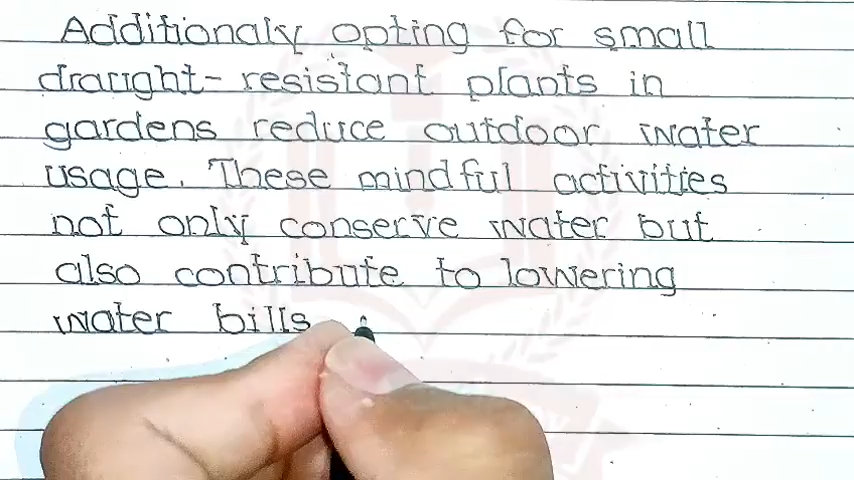 Additionaly opting for small
draught-resistant plants in
gardens reduce outdoor water
usage. These mindful activities
not only conserve water but
also contribute to lowering
water bills